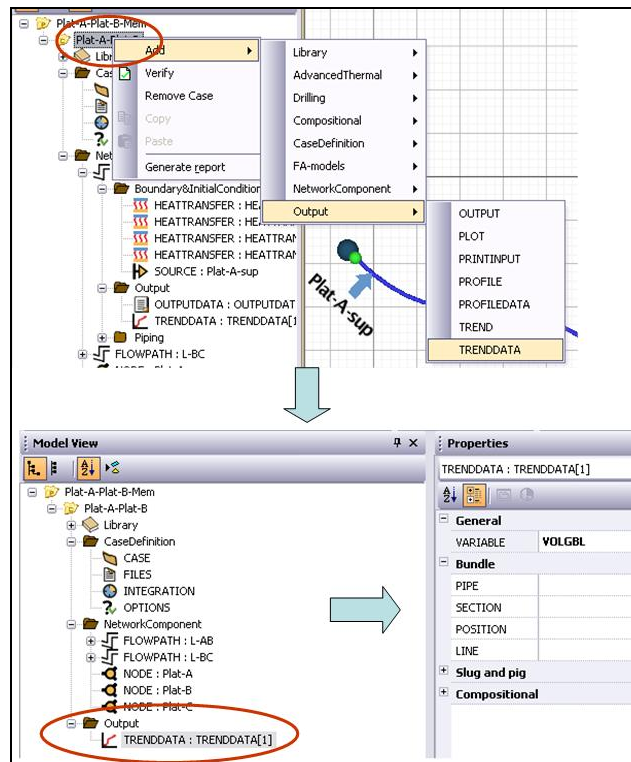 Plat-A-Plat-B-Mem
Add
Verify
Remove Case
Copy
Paste
Generate report
Library
AdvancedThermal
Drilling
Compositional
CaseDefinition
FA-models
NetworkComponent
Output
OUTPUT
PLOT
PRINTINPUT
PROFILE
PROFILEDATA
TREND
TRENDDATA
Boundary&InitialCondition
HEATTRANSFER : HEA
HEATTRANSFER : HEA
HEATTRANSFER : HEATTRAN
HEATTRANSFER : HEATTRAN
SOURCE : Plat-A-sup
Output
OUTPUTDATA : OUTPUTDAT
TRENDDATA : TRENDDATA[1]
Piping
FLOWPATH : L-BC
Plat-A-sup
Model View
Plat-A-Plat-B-Mem
Plat-A-Plat-B
Library
CaseDefinition
CASE
FILES
INTEGRATION
OPTIONS
NetworkComponent
FLOWPATH : L-AB
FLOWPATH : L-BC
NODE : Plat-A
NODE : Plat-B
NODE : Plat-C
Output
TRENDDATA : TRENDDATA[1]
Properties
TRENDDATA : TRENDDATA[1]
General
VARIABLE VOLGBL
Bundle
PIPE
SECTION
POSITION
LINE
Slug and pig
Compositional